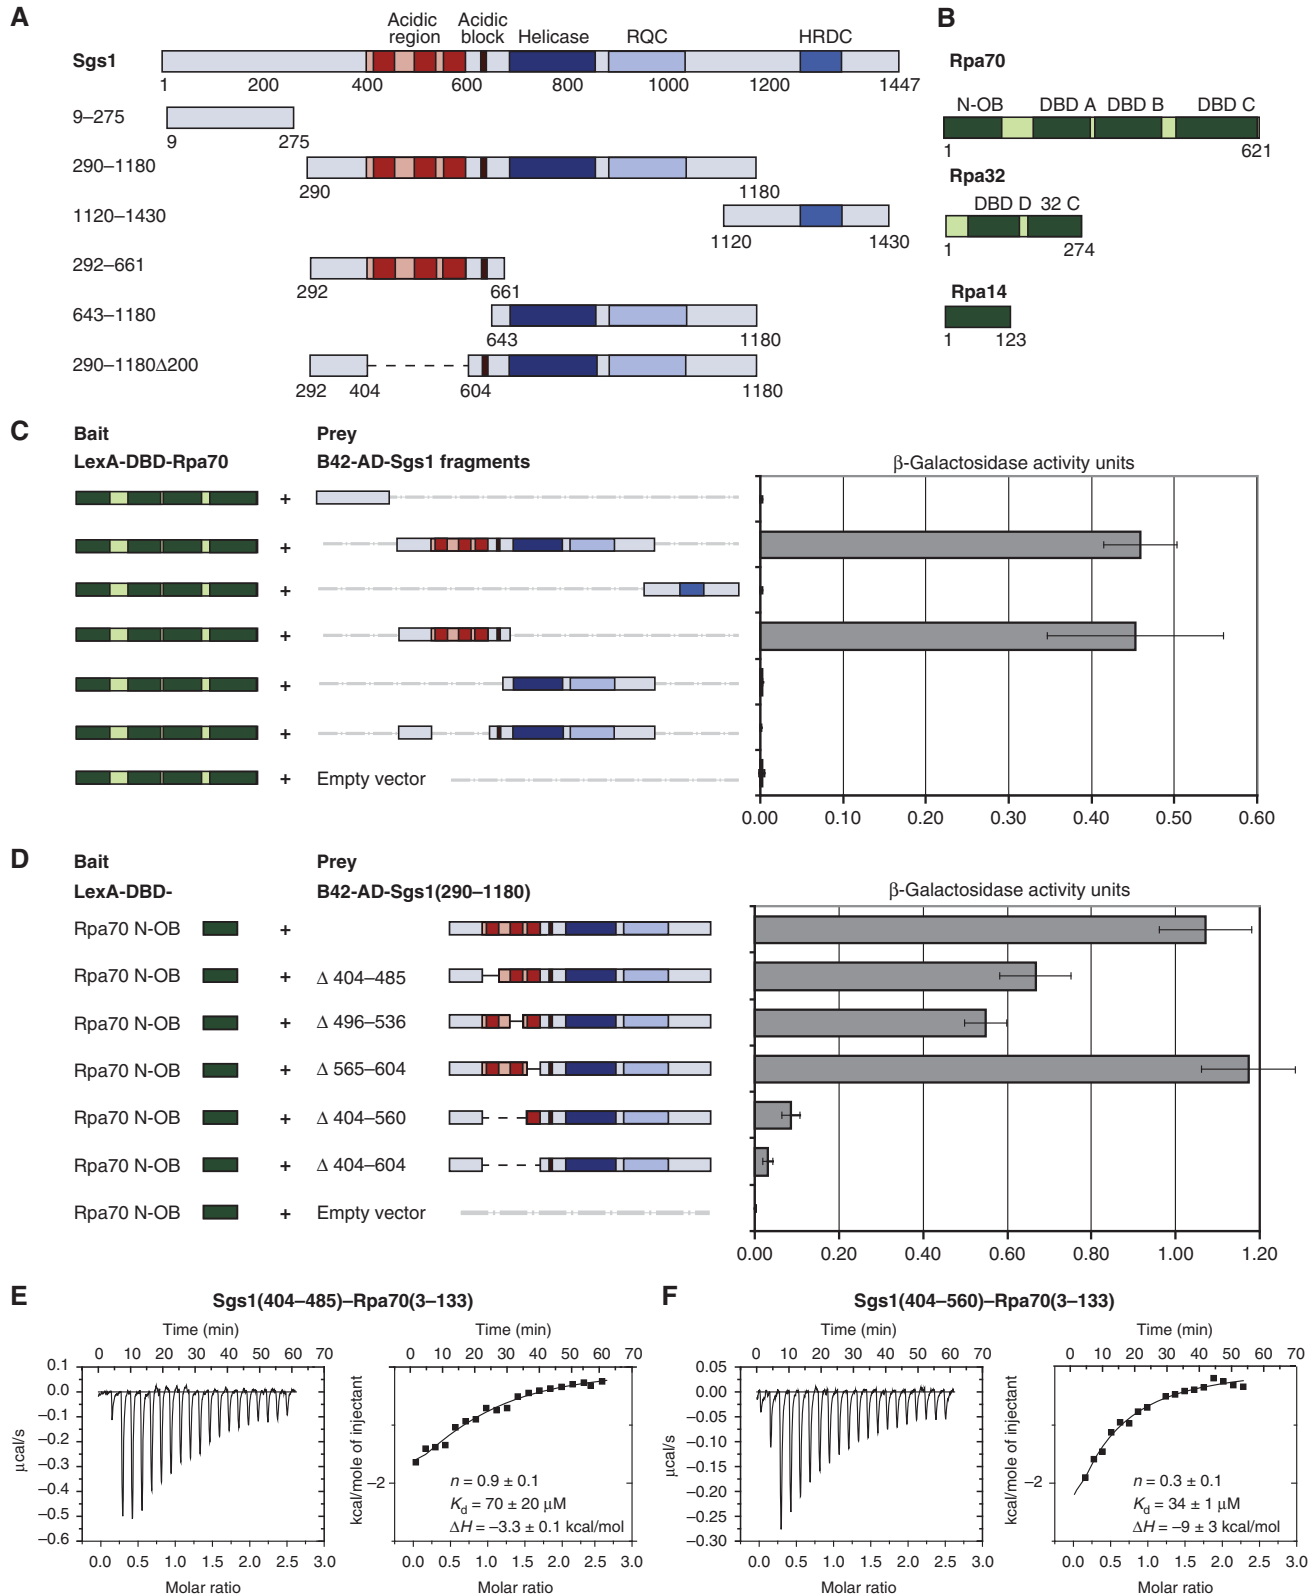 A
Acidic region
Acidic block
Helicase
RQC
HRDC
Sgs1
1 200 400 600 800 1000 1200 1447
9–275
9 275
290–1180
290 1180
1120–1430
1120 1430
292–661
292 661
643–1180
643 1180
290–1180Δ200
292 404 604 1180
B
Rpa70
N-OB DBD A DBD B DBD C
1 621
Rpa32
DBD D 32 C
1 274
Rpa14
1 123
C
Bait Prey
LexA-DBD-Rpa70 B42-AD-Sgs1 fragments
β-Galactosidase activity units
+
+
+
+
+
+
+ Empty vector
0.00 0.10 0.20 0.30 0.40 0.50 0.60
D
Bait Prey
LexA-DBD- B42-AD-Sgs1(290–1180)
β-Galactosidase activity units
Rpa70 N-OB +
Rpa70 N-OB + Δ 404–485
Rpa70 N-OB + Δ 496–536
Rpa70 N-OB + Δ 565–604
Rpa70 N-OB + Δ 404–560
Rpa70 N-OB + Δ 404–604
Rpa70 N-OB + Empty vector
0.00 0.20 0.40 0.60 0.80 1.00 1.20
E
Sgs1(404–485)–Rpa70(3–133)
Time (min)
0 10 20 30 40 50 60 70
0.1
0.0
–0.1
–0.2
–0.3
–0.4
–0.5
–0.6
μcal/s
0.0 0.5 1.0 1.5 2.0 2.5 3.0
Molar ratio
Time (min)
0 10 20 30 40 50 60 70
kcal/mole of injectant
–2
n = 0.9 ± 0.1
Kd = 70 ± 20 μM
ΔH = –3.3 ± 0.1 kcal/mol
0.0 0.5 1.0 1.5 2.0 2.5 3.0
Molar ratio
F
Sgs1(404–560)–Rpa70(3–133)
Time (min)
0 10 20 30 40 50 60 70
0.05
0.00
–0.05
–0.10
–0.15
–0.20
–0.25
–0.30
μcal/s
0.0 0.5 1.0 1.5 2.0 2.5 3.0
Molar ratio
Time (min)
0 10 20 30 40 50 60 70
kcal/mole of injectant
–2
n = 0.3 ± 0.1
Kd = 34 ± 1 μM
ΔH = –9 ± 3 kcal/mol
0.0 0.5 1.0 1.5 2.0 2.5 3.0
Molar ratio